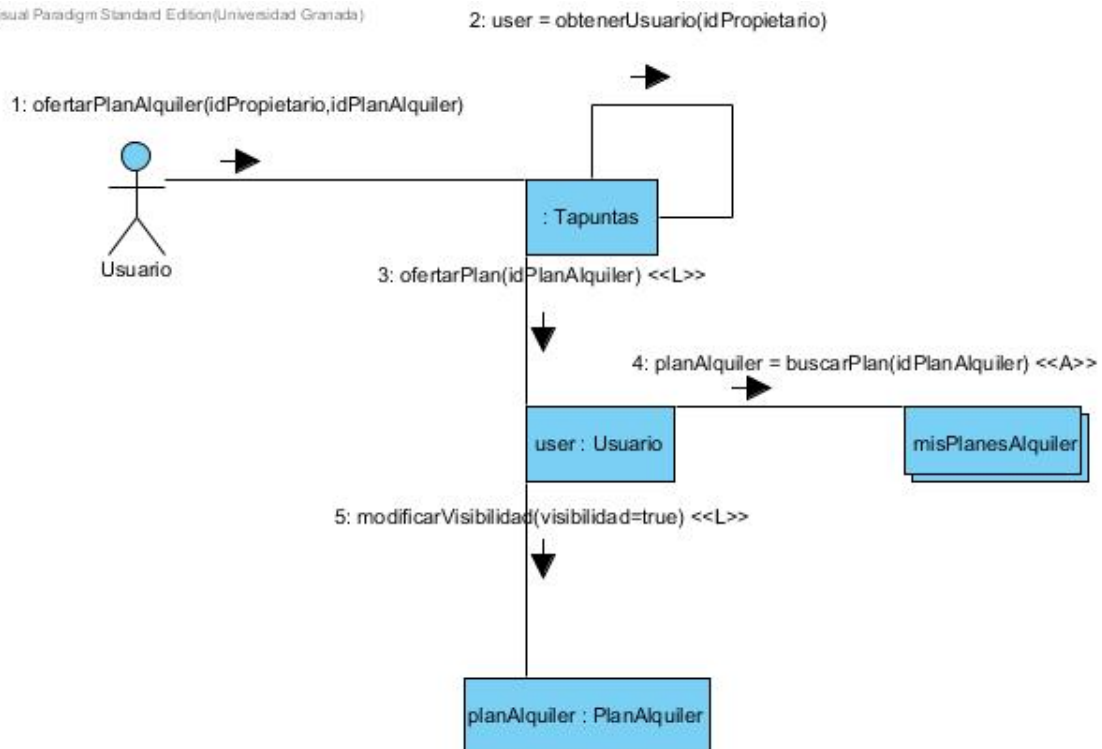 sual Paradigm Standard Edition(Universidad Granada)
2: user = obtenerUsuario(idPropietario)
1: ofertarPlanAlquiler(idPropietario,idPlanAlquiler)
: Tapuntas
Usuario
3: ofertarPlan(idPlanAlquiler) <<L>>
4: planAlquiler = buscarPlan(idPlanAlquiler) <<A>>
user : Usuario
misPlanesAlquiler
5: modificarVisibilidad(visibilidad=true) <<L>>
planAlquiler : PlanAlquiler